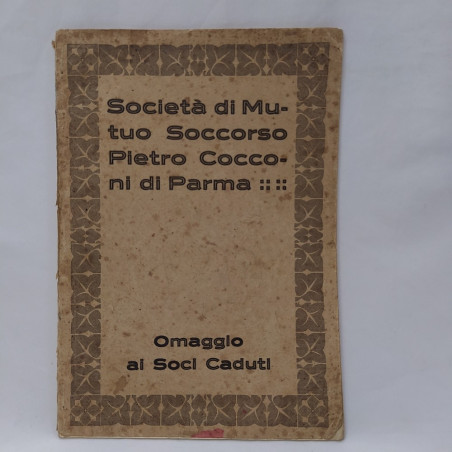 Società di Mu-
tuo Soccorso
Pietro Cocco-
ni di Parma :: ::
Omaggio
ai Soci Caduti